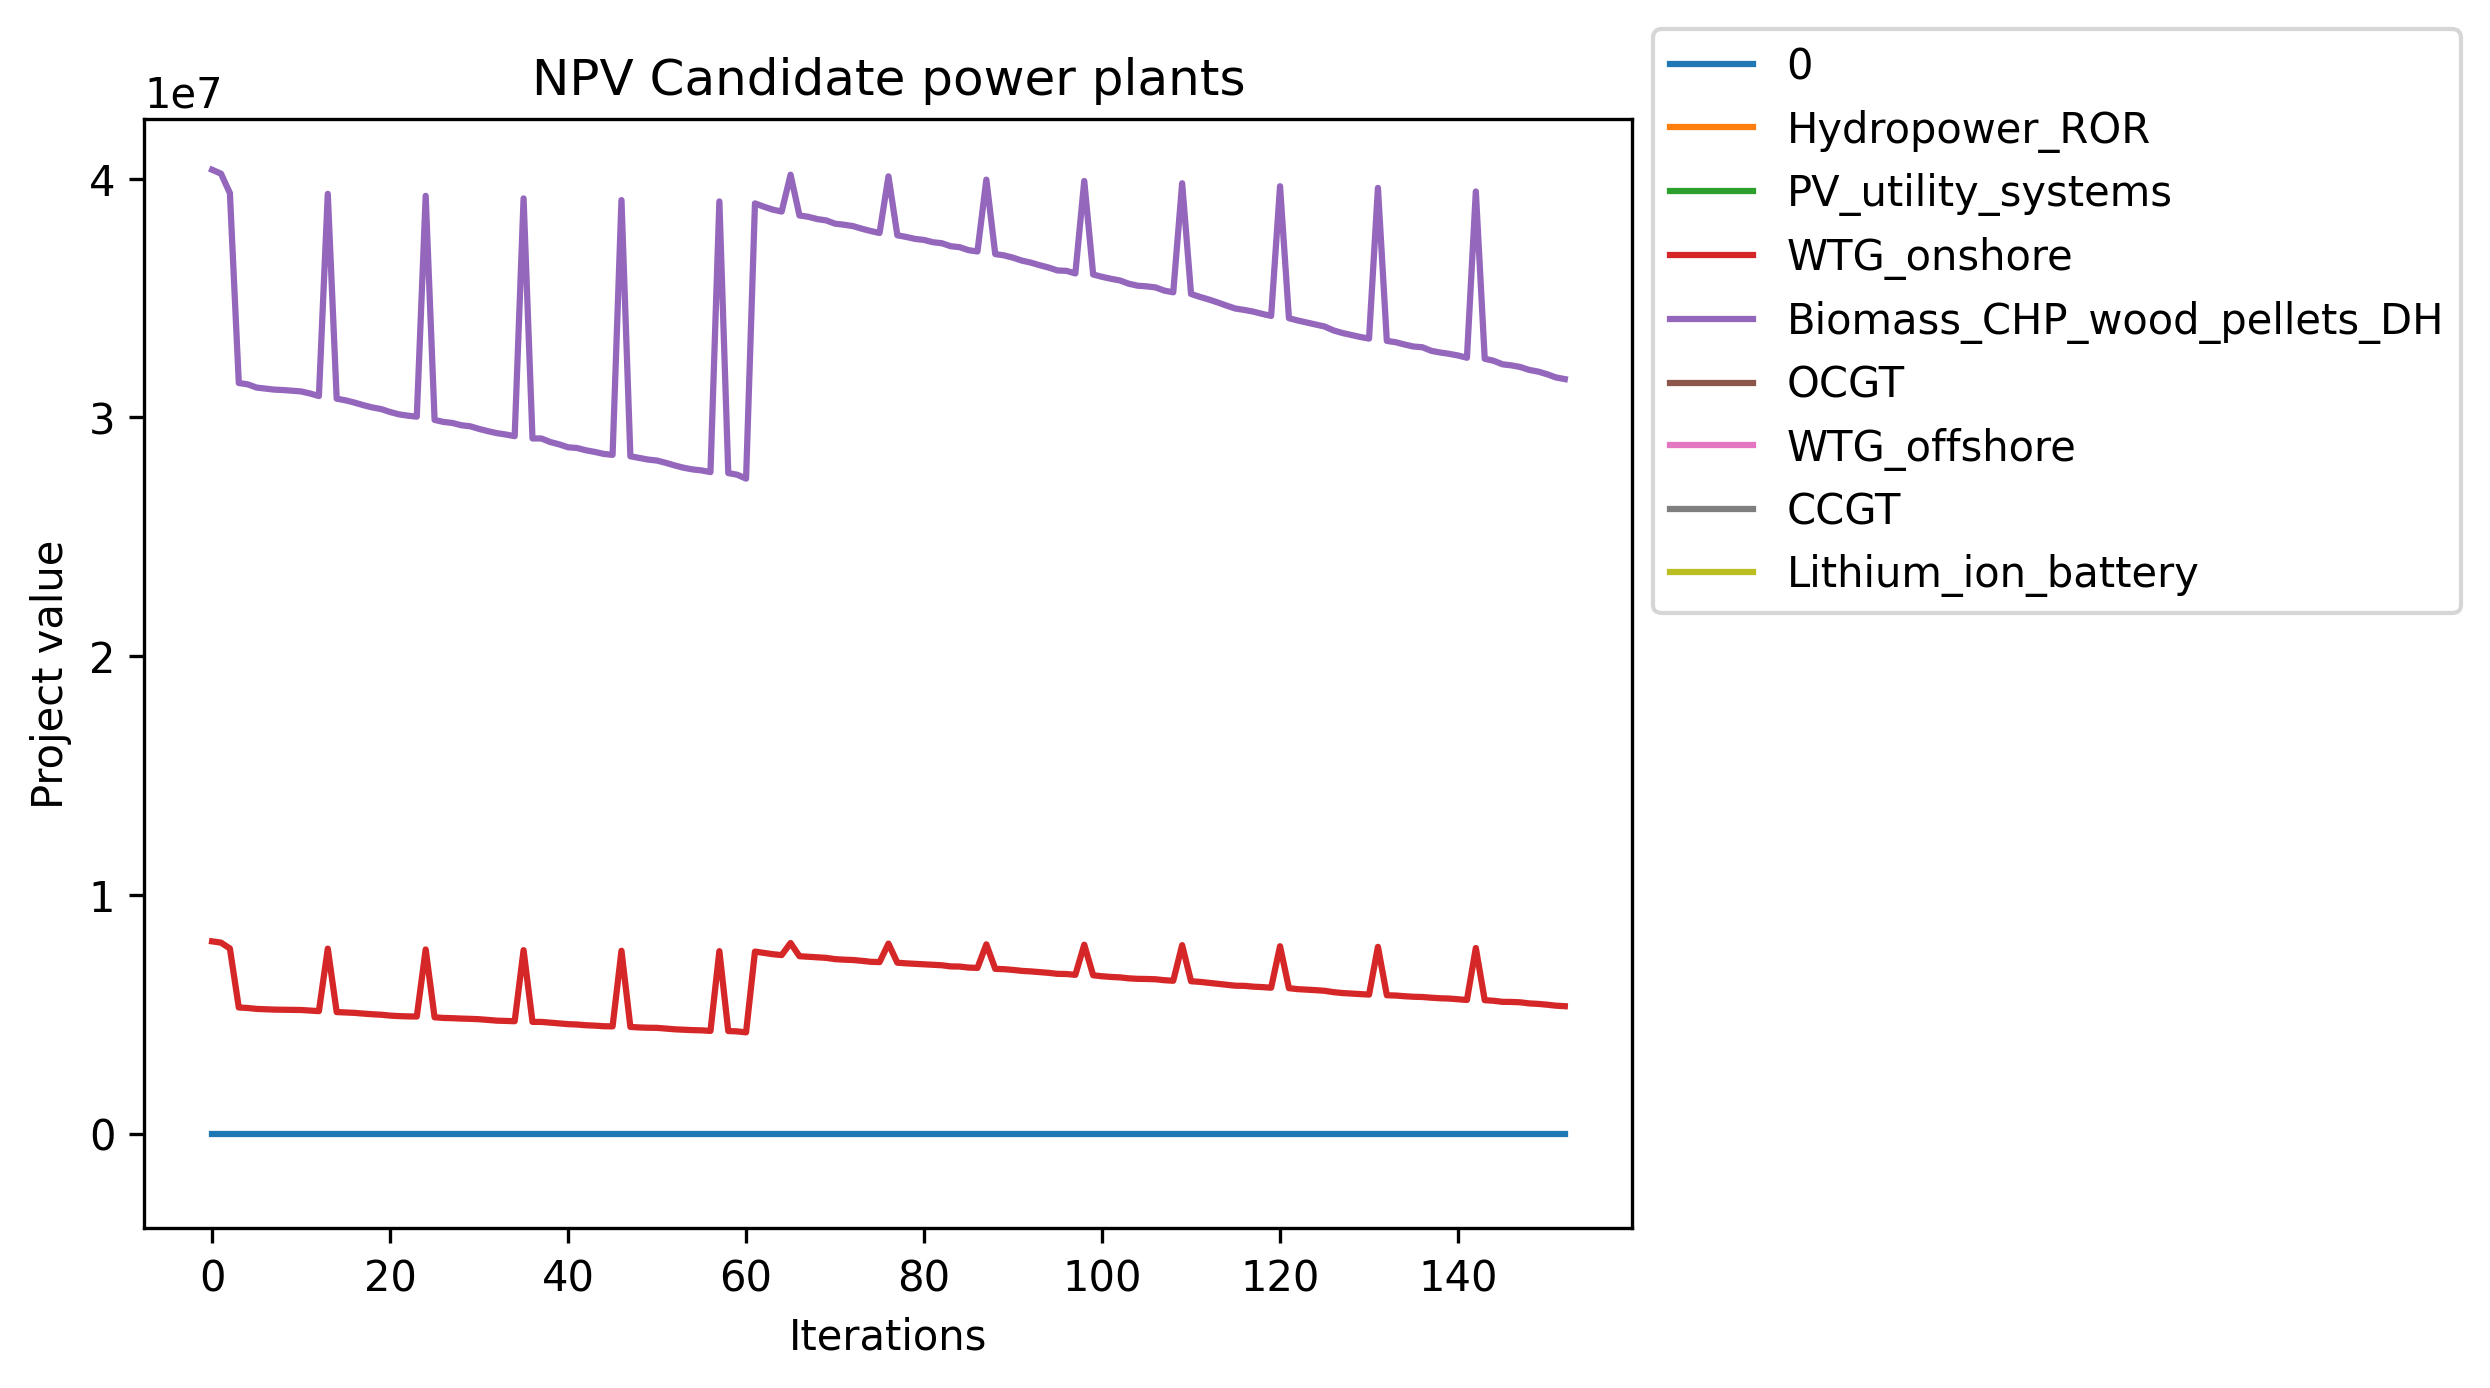 NPV Candidate power plants
1e7
4
3
2
1
0
Project value
0 20 40 60 80 100 120 140
Iterations
0
Hydropower_ROR
PV_utility_systems
WTG_onshore
Biomass_CHP_wood_pellets_DH
OCGT
WTG_offshore
CCGT
Lithium_ion_battery